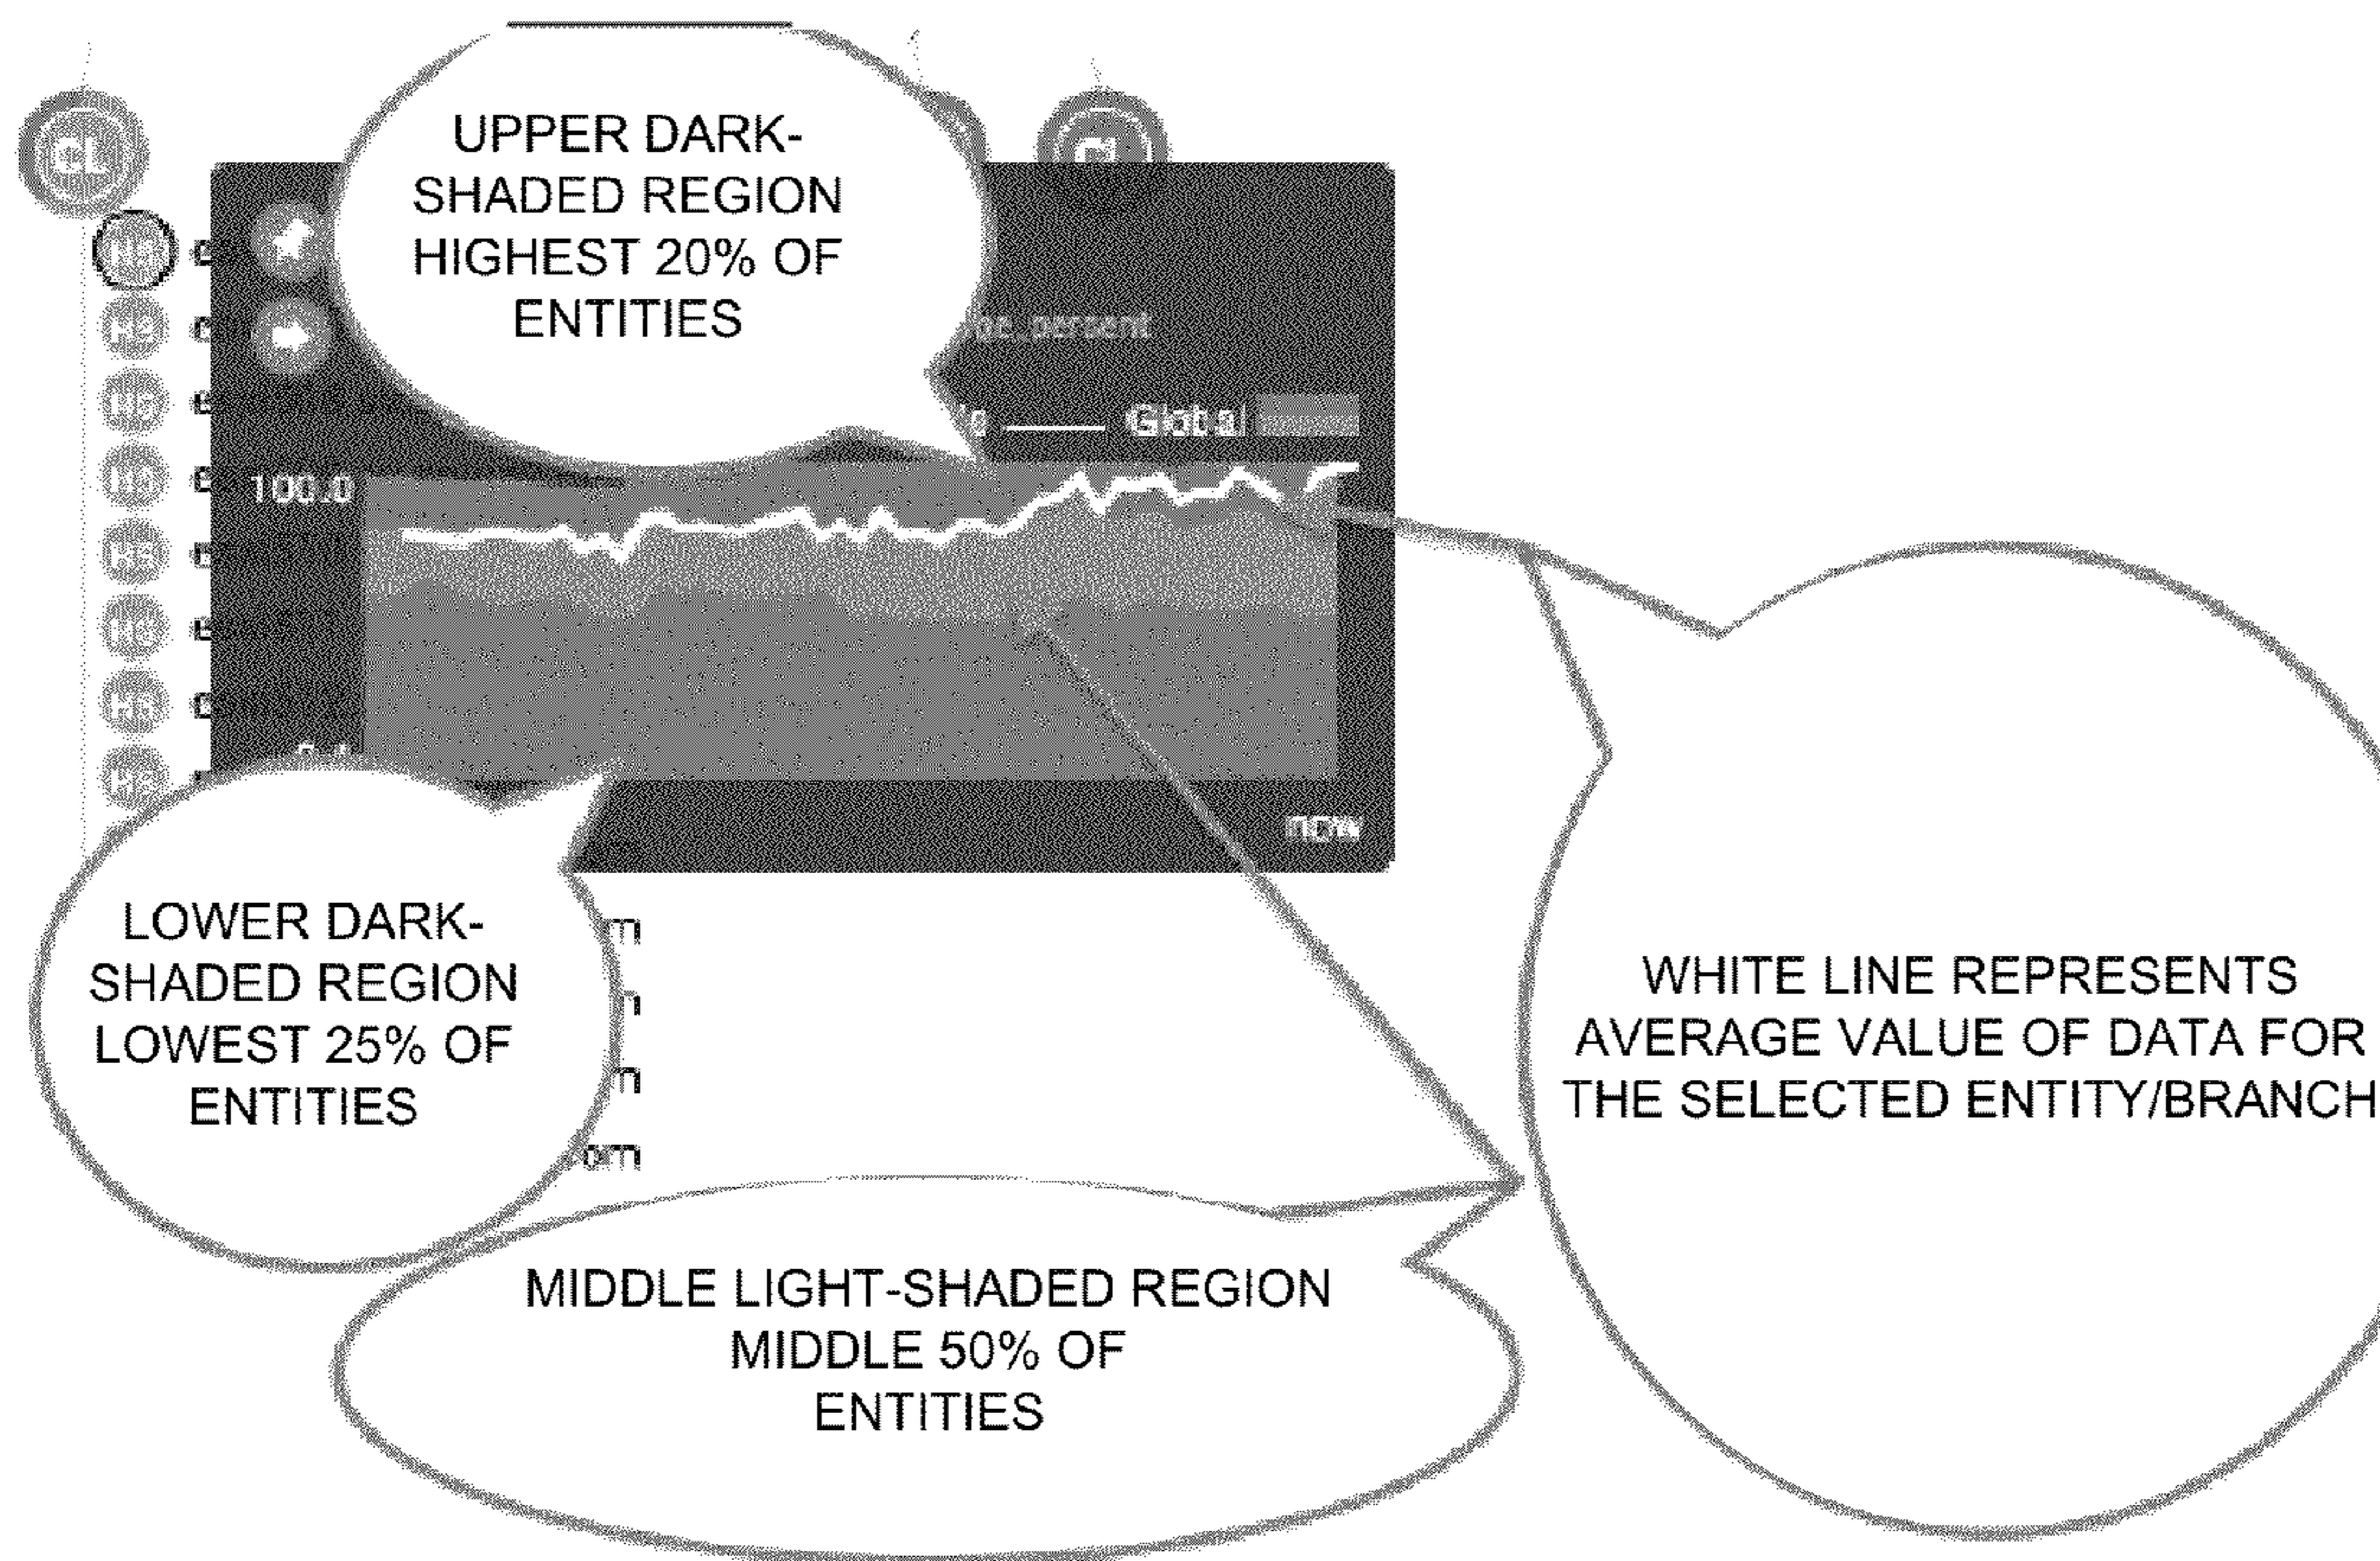 UPPER DARK-
SHADED REGION
HIGHEST 20% OF
ENTITIES
CL
Global
100.0
now
LOWER DARK-
SHADED REGION
LOWEST 25% OF
ENTITIES
WHITE LINE REPRESENTS
AVERAGE VALUE OF DATA FOR
THE SELECTED ENTITY/BRANCH
MIDDLE LIGHT-SHADED REGION
MIDDLE 50% OF
ENTITIES